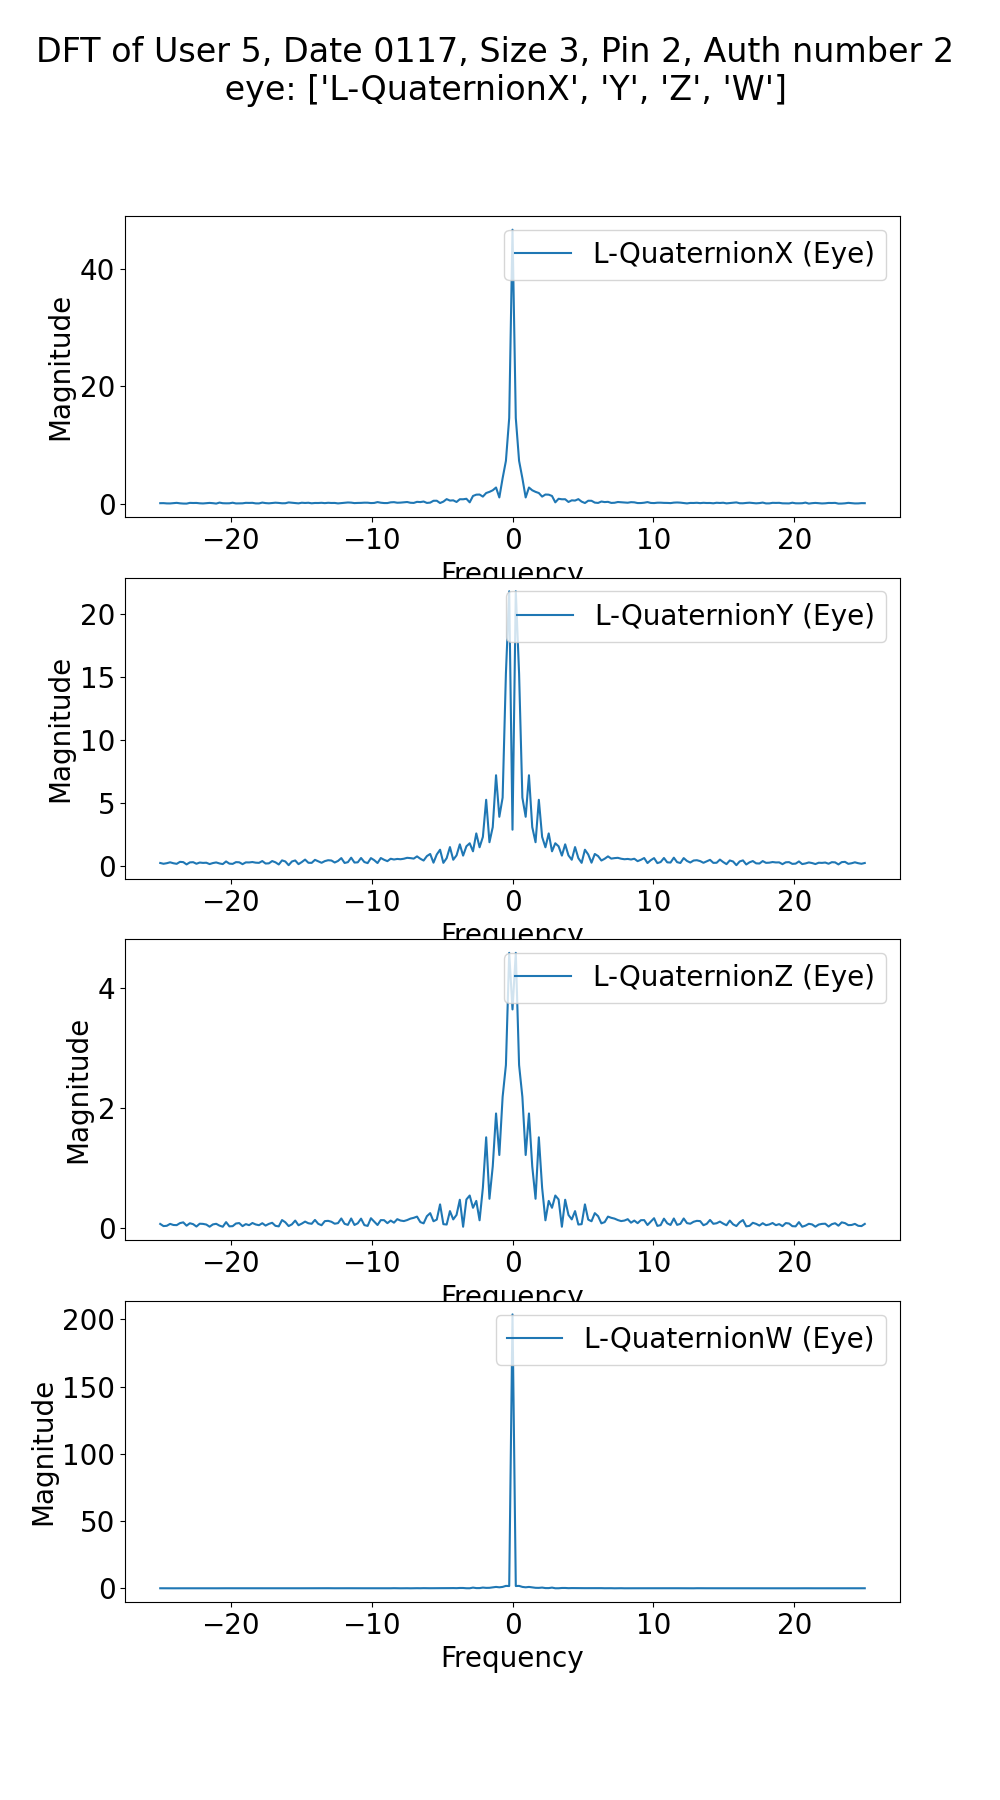 DFT of User 5, Date 0117, Size 3, Pin 2, Auth number 2
eye: ['L-QuaternionX', 'Y', 'Z', 'W']
L-QuaternionX (Eye)
Magnitude
40
20
0
−20 −10 0 10 20
Frequency
L-QuaternionY (Eye)
Magnitude
20
15
10
5
0
−20 −10 0 10 20
Frequency
L-QuaternionZ (Eye)
Magnitude
4
2
0
−20 −10 0 10 20
Frequency
L-QuaternionW (Eye)
Magnitude
200
150
100
50
0
−20 −10 0 10 20
Frequency